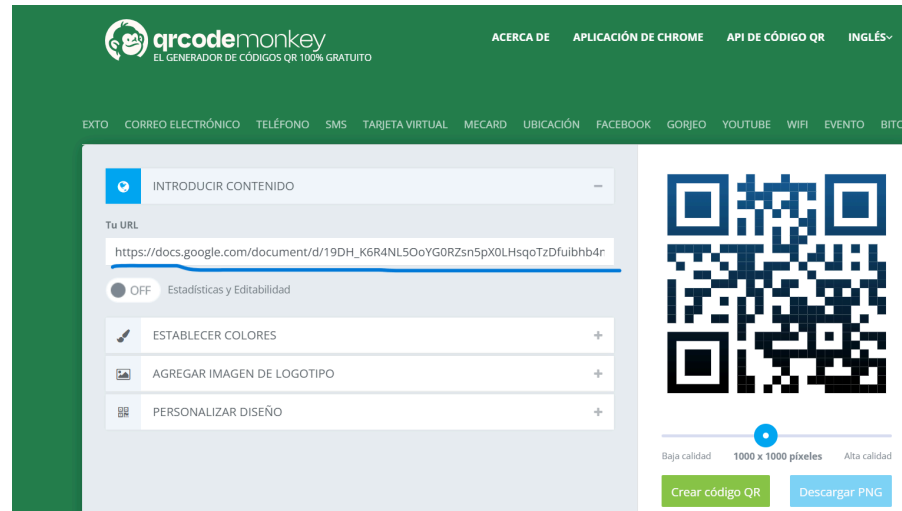 qrcodemonkey
EL GENERADOR DE CÓDIGOS QR 100% GRATUITO
ACERCA DE APLICACIÓN DE CHROME API DE CÓDIGO QR INGLÉS
EXTO CORREO ELECTRÓNICO TELÉFONO SMS TARJETA VIRTUAL MECARD UBICACIÓN FACEBOOK GORJEO YOUTUBE WIFI EVENTO BITC
INTRODUCIR CONTENIDO
Tu URL
https://docs.google.com/document/d/19DH_K6R4NL5OoYG0RZsn5pX0LHsqoTzDfuibhb4r
OFF Estadísticas y Editabilidad
ESTABLECER COLORES
AGREGAR IMAGEN DE LOGOTIPO
PERSONALIZAR DISEÑO
Baja calidad 1000 x 1000 píxeles Alta calidad
Crear código QR Descargar PNG